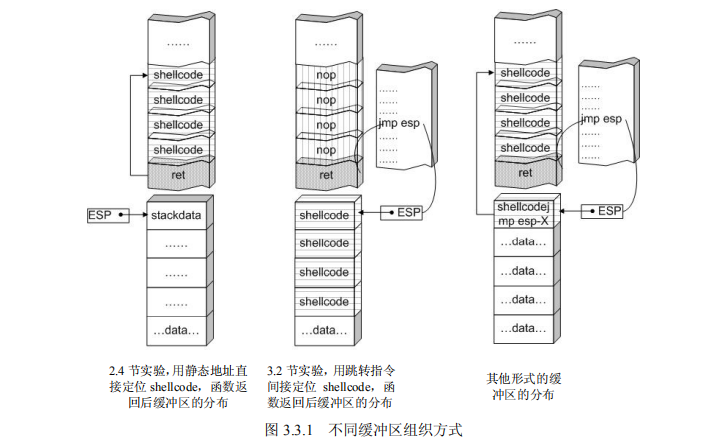 ……
shellcode
shellcode
shellcode
shellcode
ret
ESP
stackdata
……
……
……
…data…
2.4 节实验，用静态地址直
接定位 shellcode，函数返
回后缓冲区的分布
……
nop
nop
nop
nop
ret
……
……
jmp esp
……
……
……
shellcode
ESP
shellcode
shellcode
shellcode
…data…
3.2 节实验，用跳转指令
间接定位 shellcode，函
数返回后缓冲区的分布
……
shellcode
shellcode
shellcode
shellcode
ret
……
……
jmp esp
……
……
……
shellcodej
mp esp-X
ESP
…data…
…data…
…data…
…data…
其他形式的缓
冲区的分布
图 3.3.1 不同缓冲区组织方式